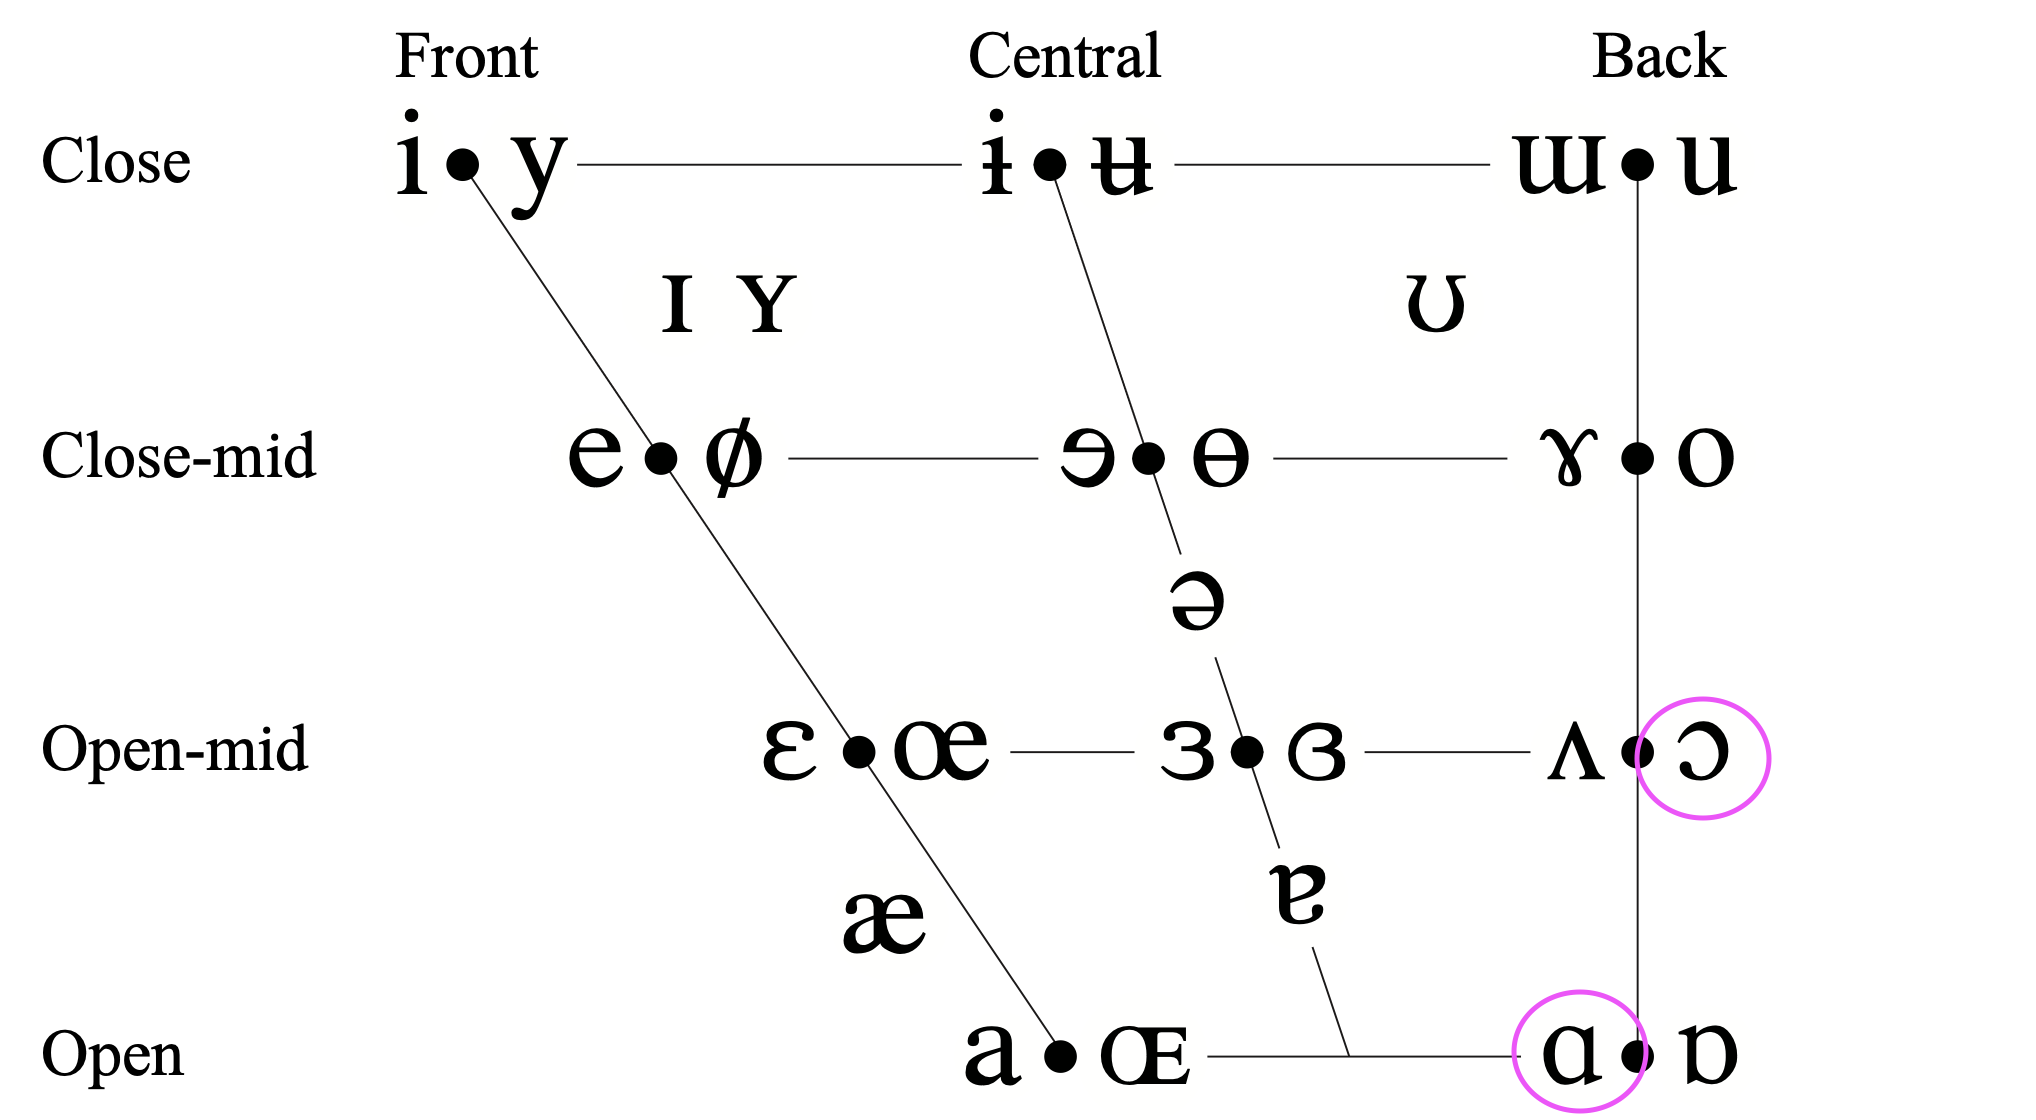 Front Central Back
Close i y ɨ ʉ ɯ u
ɪ ʏ ʊ
Close-mid e ø ɘ ɵ ɤ o
ə
Open-mid ɛ œ ɜ ɞ ʌ ɔ
æ ɐ
Open a ɶ ɑ ɒ